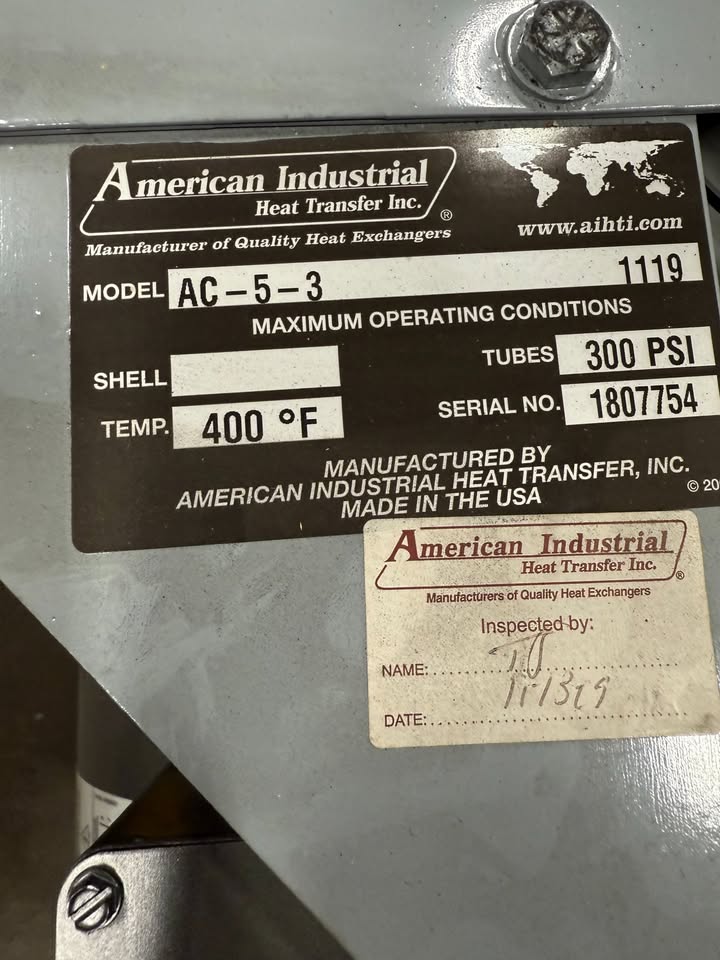 American Industrial
Heat Transfer Inc. ®
Manufacturer of Quality Heat Exchangers
www.aihti.com
MODEL AC-5-3 1119
MAXIMUM OPERATING CONDITIONS
SHELL
TUBES 300 PSI
TEMP. 400 °F
SERIAL NO. 1807754
MANUFACTURED BY
AMERICAN INDUSTRIAL HEAT TRANSFER, INC.
MADE IN THE USA
© 20
American Industrial
Heat Transfer Inc. ®
Manufacturers of Quality Heat Exchangers
Inspected by:
NAME:
DATE: